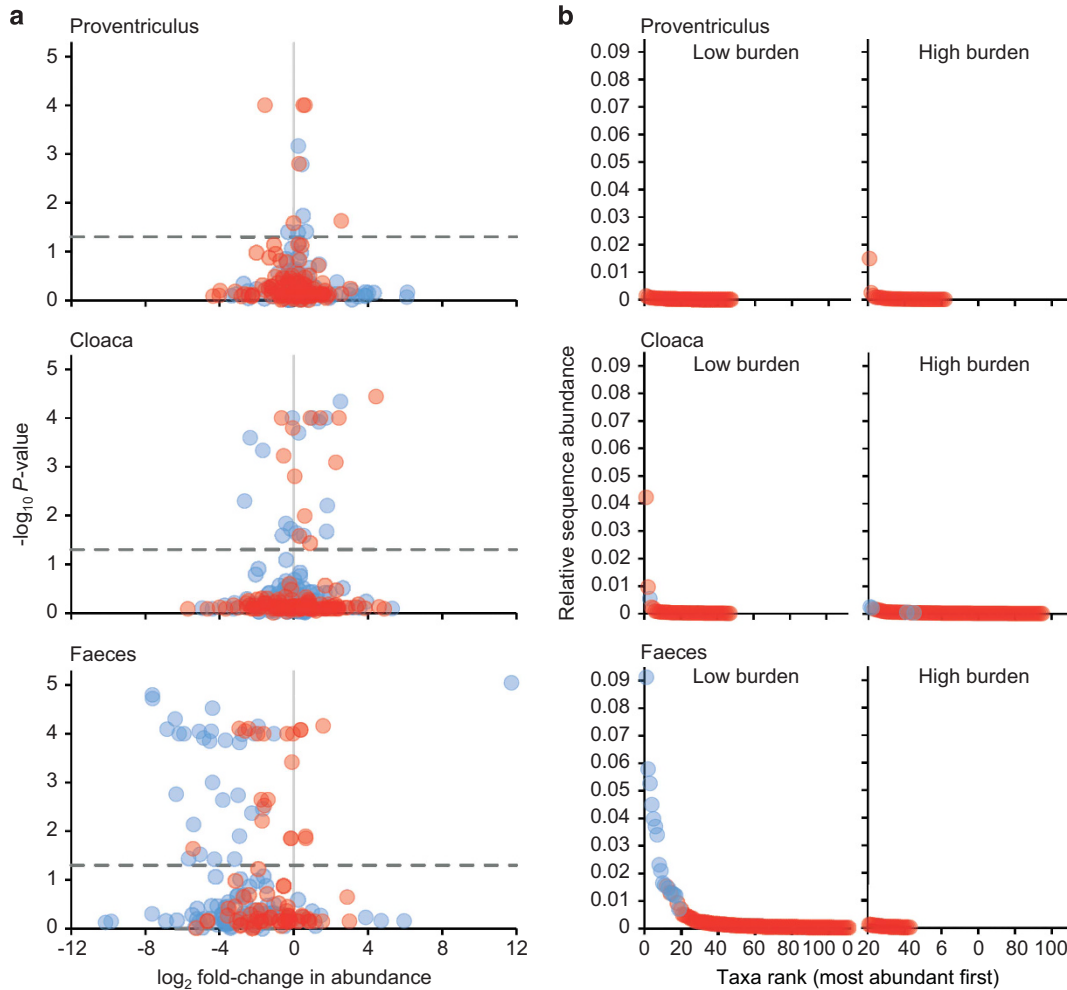 a
Proventriculus
5
4
3
2
1
0
Cloaca
5
4
3
2
1
0
Faeces
5
4
3
2
1
0
-12 -8 -4 0 4 8 12
-log10 P-value
log2 fold-change in abundance
b
Proventriculus
Low burden
High burden
0.09
0.08
0.07
0.06
0.05
0.04
0.03
0.02
0.01
0
Cloaca
Low burden
High burden
0.09
0.08
0.07
0.06
0.05
0.04
0.03
0.02
0.01
0
Faeces
Low burden
High burden
0.09
0.08
0.07
0.06
0.05
0.04
0.03
0.02
0.01
0
0 20 40 60 80 100 20 40 60 80 100
Relative sequence abundance
Taxa rank (most abundant first)